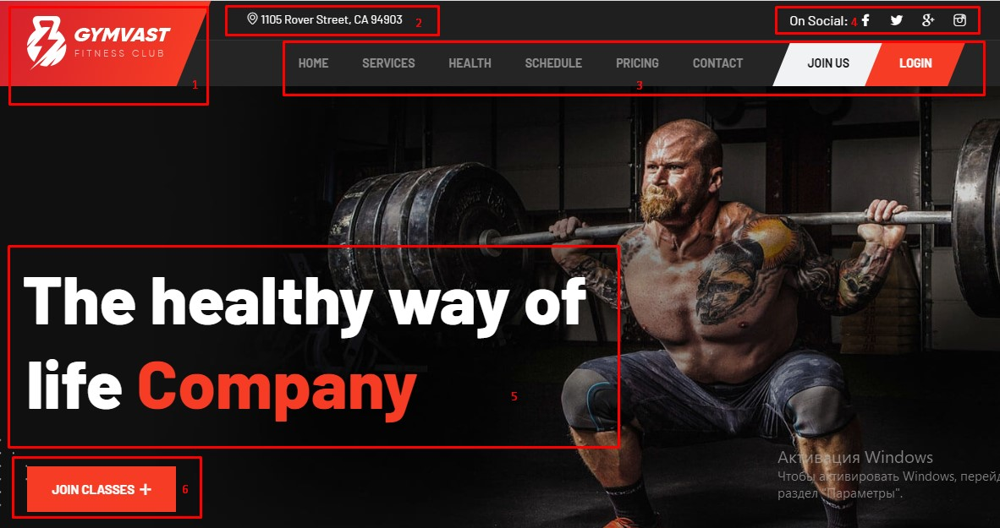 GYMVAST
FITNESS CLUB
1
1105 Rover Street, CA 94903
2
On Social: 4
HOME SERVICES HEALTH SCHEDULE PRICING CONTACT JOIN US LOGIN
3
The healthy way of
life Company
5
JOIN CLASSES +
6
Активация Windows
Чтобы активировать Windows, перейд
раздел "Параметры".